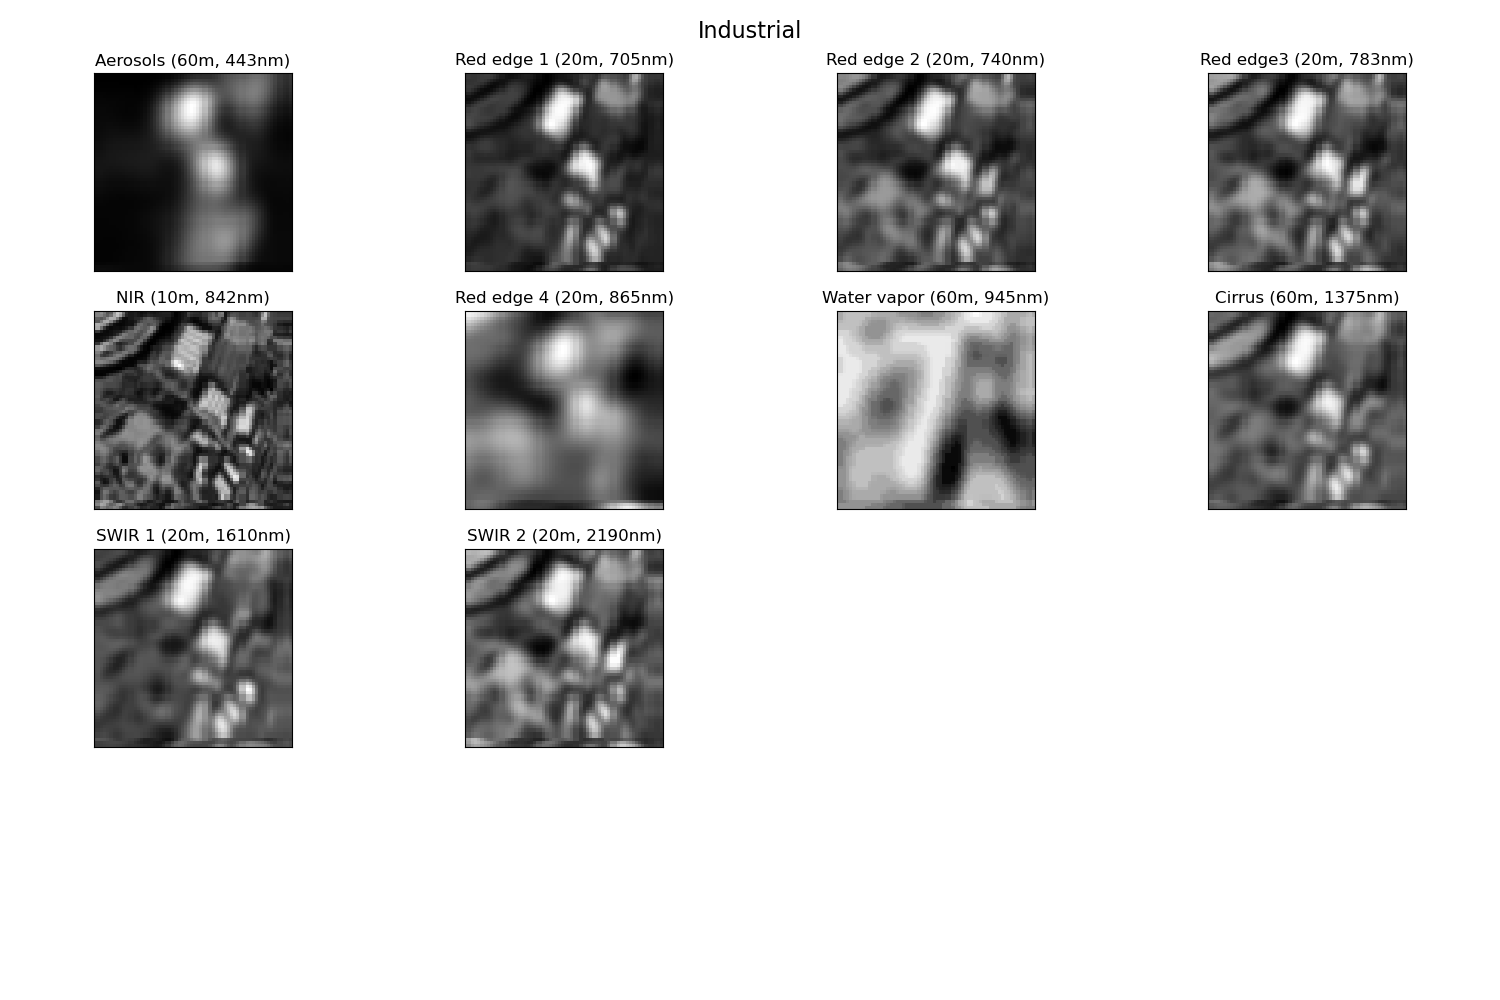 Industrial
Aerosols (60m, 443nm)
Red edge 1 (20m, 705nm)
Red edge 2 (20m, 740nm)
Red edge3 (20m, 783nm)
NIR (10m, 842nm)
Red edge 4 (20m, 865nm)
Water vapor (60m, 945nm)
Cirrus (60m, 1375nm)
SWIR 1 (20m, 1610nm)
SWIR 2 (20m, 2190nm)